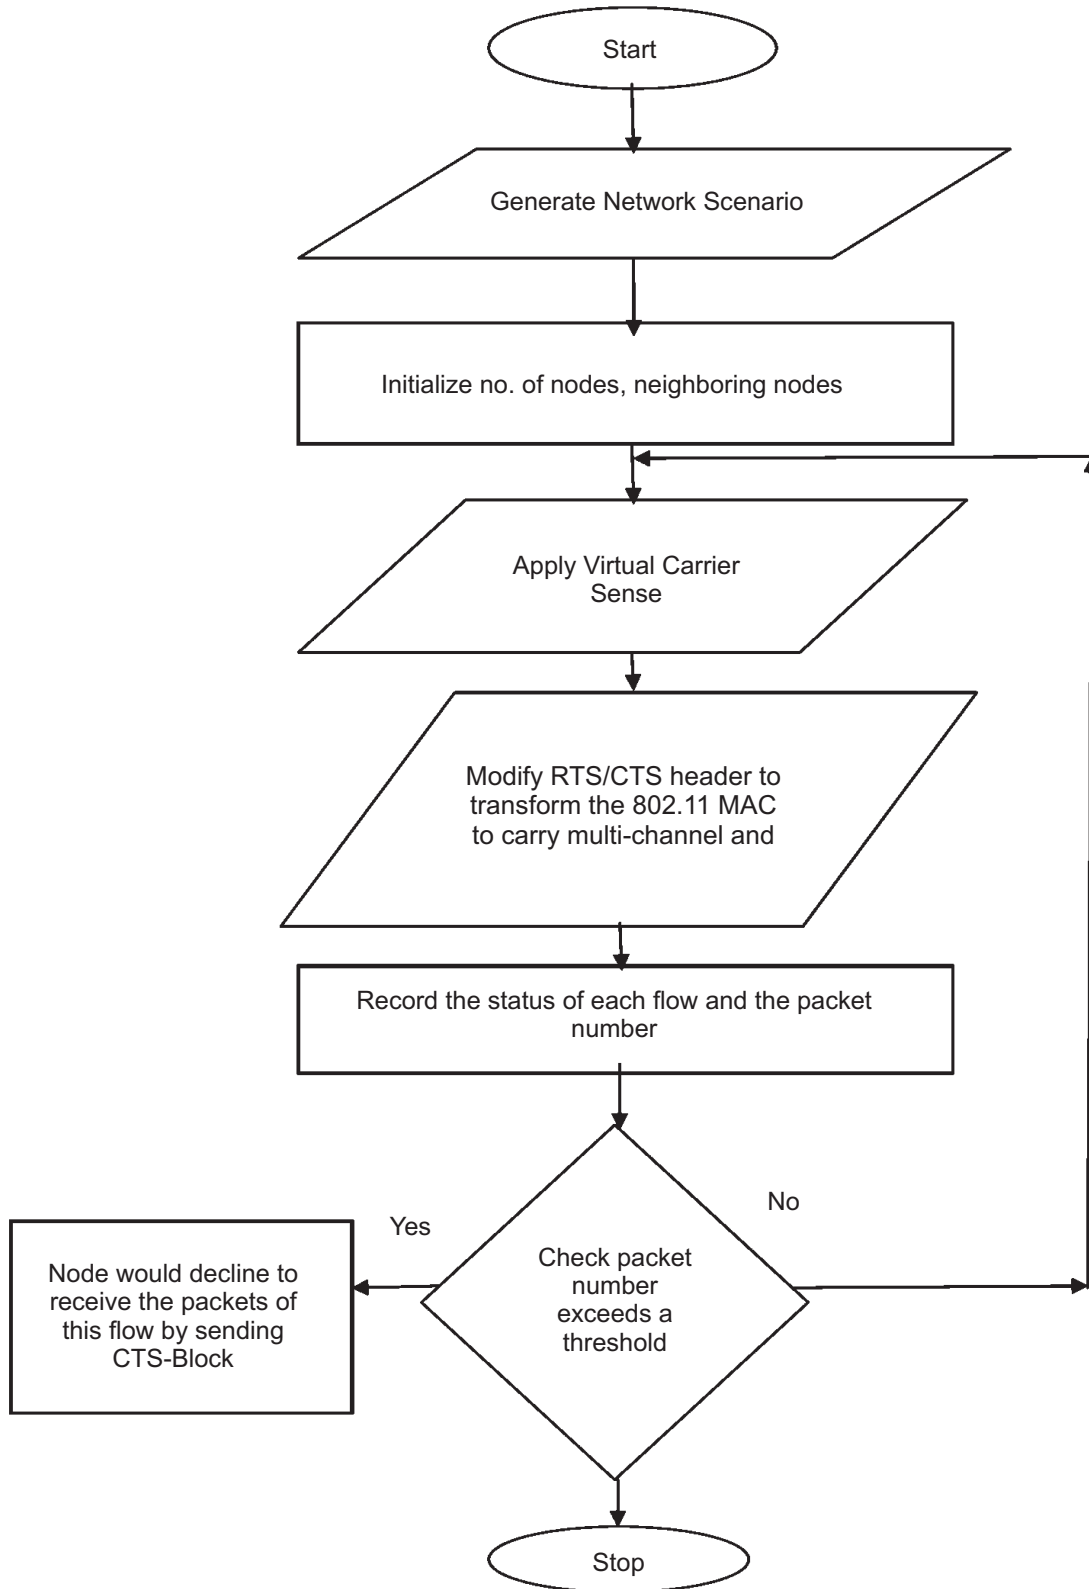 Start
Generate Network Scenario
Initialize no. of nodes, neighboring nodes
Apply Virtual Carrier
Sense
Modify RTS/CTS header to
transform the 802.11 MAC
to carry multi-channel and
Record the status of each flow and the packet
number
No
Yes
Check packet
number
exceeds a
threshold
Node would decline to
receive the packets of
this flow by sending
CTS-Block
Stop